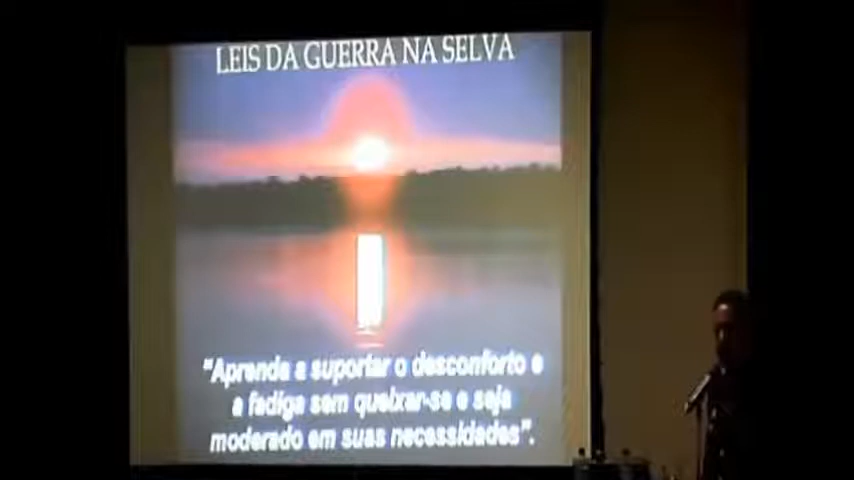 LEIS DA GUERRA NA SELVA
"Aprenda a suportar o desconforto e
a fadiga sem queixar-se e seja
moderado em suas necessidades".